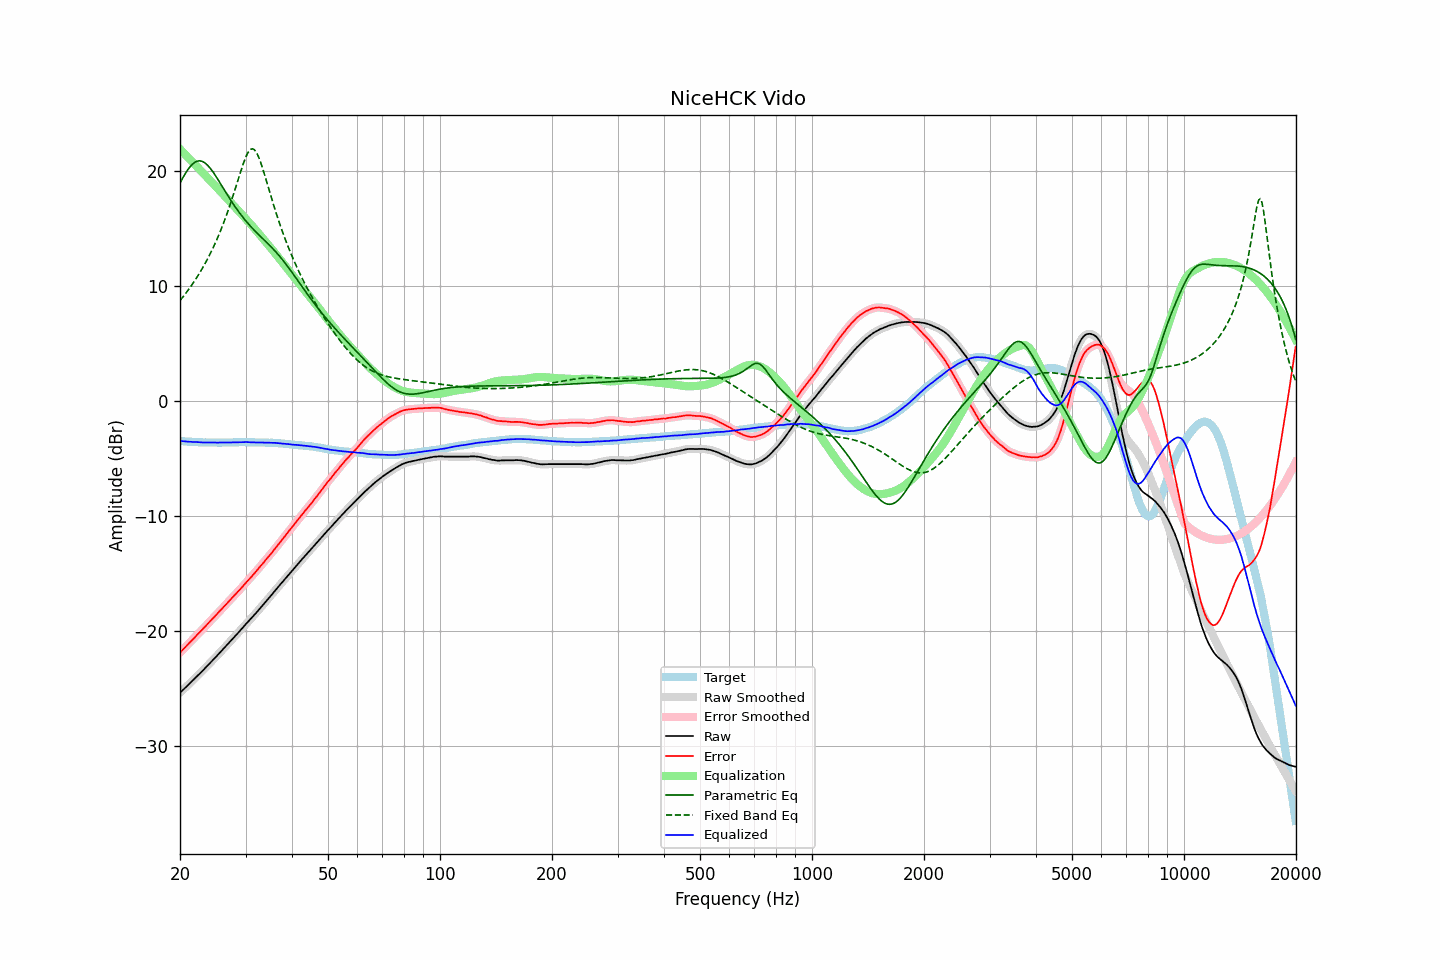 NiceHCK Vido
Amplitude (dBr)
20
10
0
−10
−20
−30
Target
Raw Smoothed
Error Smoothed
Raw
Error
Equalization
Parametric Eq
Fixed Band Eq
Equalized
20
50
100
200
500
1000
2000
5000
10000
20000
Frequency (Hz)